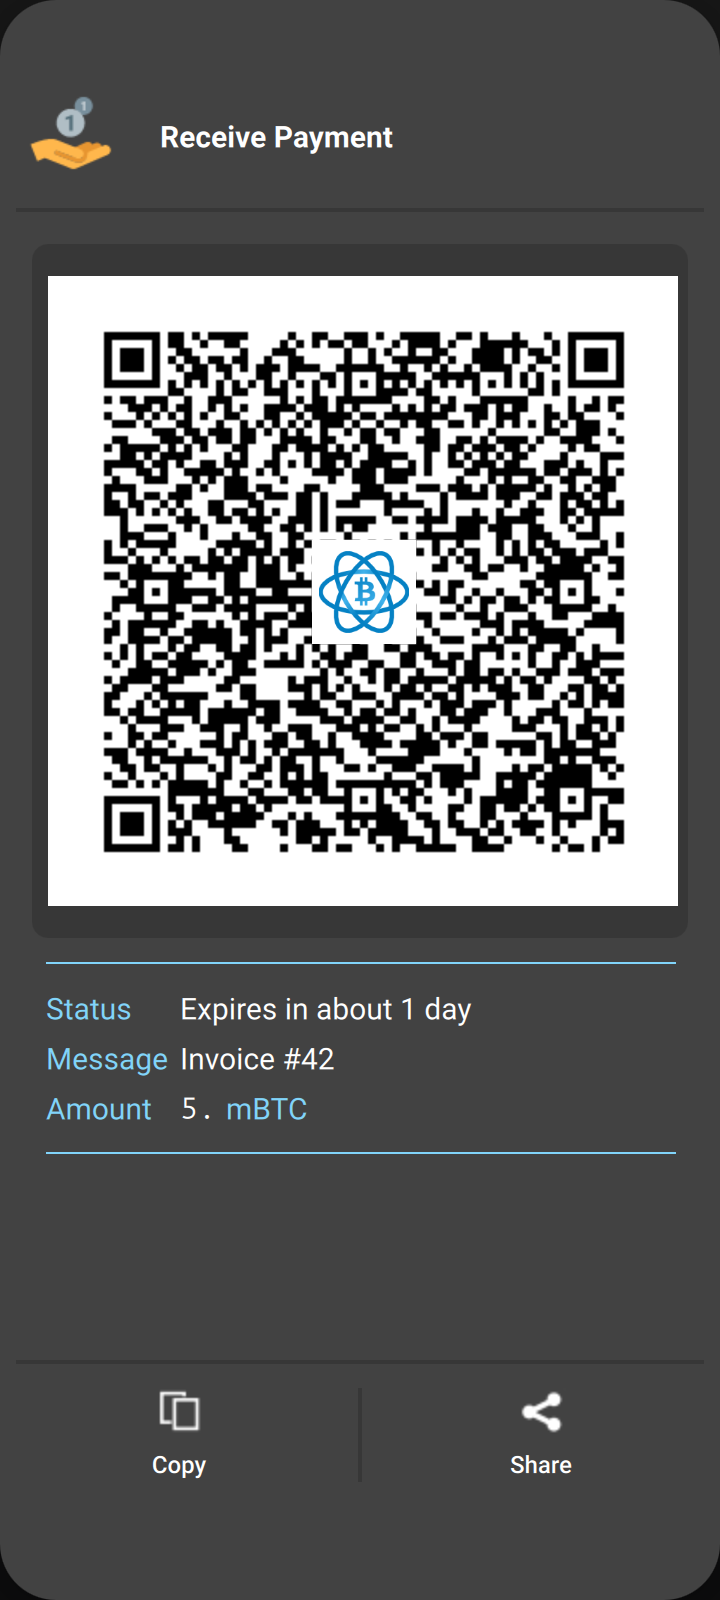 Receive Payment
Status Expires in about 1 day
Message Invoice #42
Amount 5. mBTC
Copy
Share